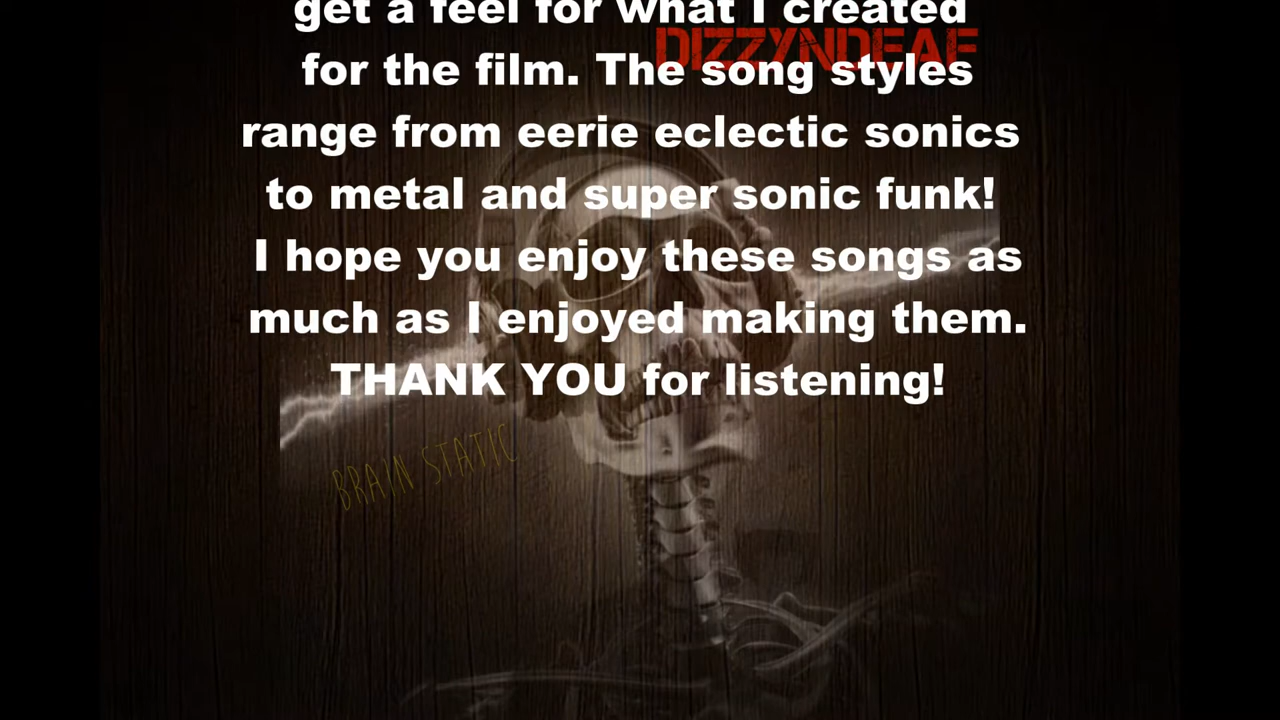 get a feel for what I created
DIZZYNDEAF
for the film. The song styles
range from eerie eclectic sonics
to metal and super sonic funk!
I hope you enjoy these songs as
much as I enjoyed making them.
THANK YOU for listening!
BRAIN STATIC